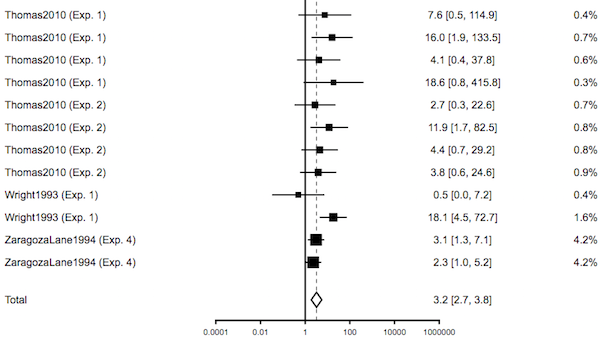 Thomas2010 (Exp. 1) 7.6 [0.5, 114.9] 0.4%
Thomas2010 (Exp. 1) 16.0 [1.9, 133.5] 0.7%
Thomas2010 (Exp. 1) 4.1 [0.4, 37.8] 0.6%
Thomas2010 (Exp. 1) 18.6 [0.8, 415.8] 0.3%
Thomas2010 (Exp. 2) 2.7 [0.3, 22.6] 0.4%
Thomas2010 (Exp. 2) 11.9 [1.7, 82.5] 0.8%
Thomas2010 (Exp. 2) 4.4 [0.7, 29.2] 0.8%
Thomas2010 (Exp. 2) 3.8 [0.6, 24.6] 0.9%
Wright1993 (Exp. 1) 0.5 [0.0, 7.2] 0.4%
Wright1993 (Exp. 1) 18.1 [4.5, 72.7] 1.6%
ZaragozaLane1994 (Exp. 4) 3.1 [1.3, 7.1] 4.2%
ZaragozaLane1994 (Exp. 4) 2.3 [1.0, 5.2] 4.2%
Total 3.2 [2.7, 3.8]
0.0001 0.01 1 100 10000 1000000